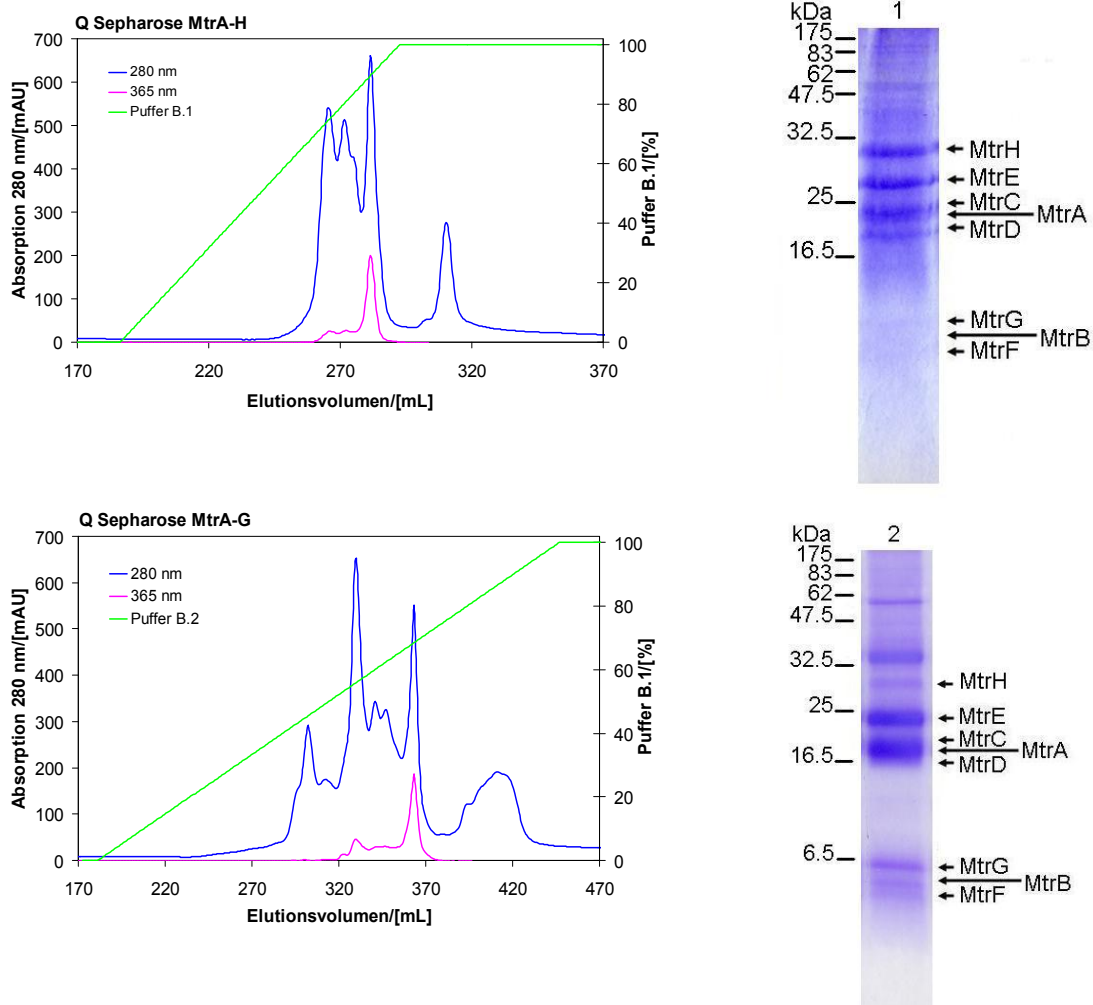 Q Sepharose MtrA-H
700
600
500
400
300
200
100
0
280 nm
365 nm
Puffer B.1
100
80
60
40
20
0
170 220 270 320 370
Absorption 280 nm/[mAU]
Puffer B.1/[%]
Elutionsvolumen/[mL]
kDa 1
175
83
62
47.5
32.5
25
16.5
MtrH
MtrE
MtrC
MtrA
MtrD
MtrG
MtrB
MtrF
Q Sepharose MtrA-G
700
600
500
400
300
200
100
0
280 nm
365 nm
Puffer B.2
100
80
60
40
20
0
170 220 270 320 370 420 470
Absorption 280 nm/[mAU]
Puffer B.1/[%]
Elutionsvolumen/[mL]
kDa 2
175
83
62
47.5
32.5
25
16.5
6.5
MtrH
MtrE
MtrC
MtrA
MtrD
MtrG
MtrB
MtrF